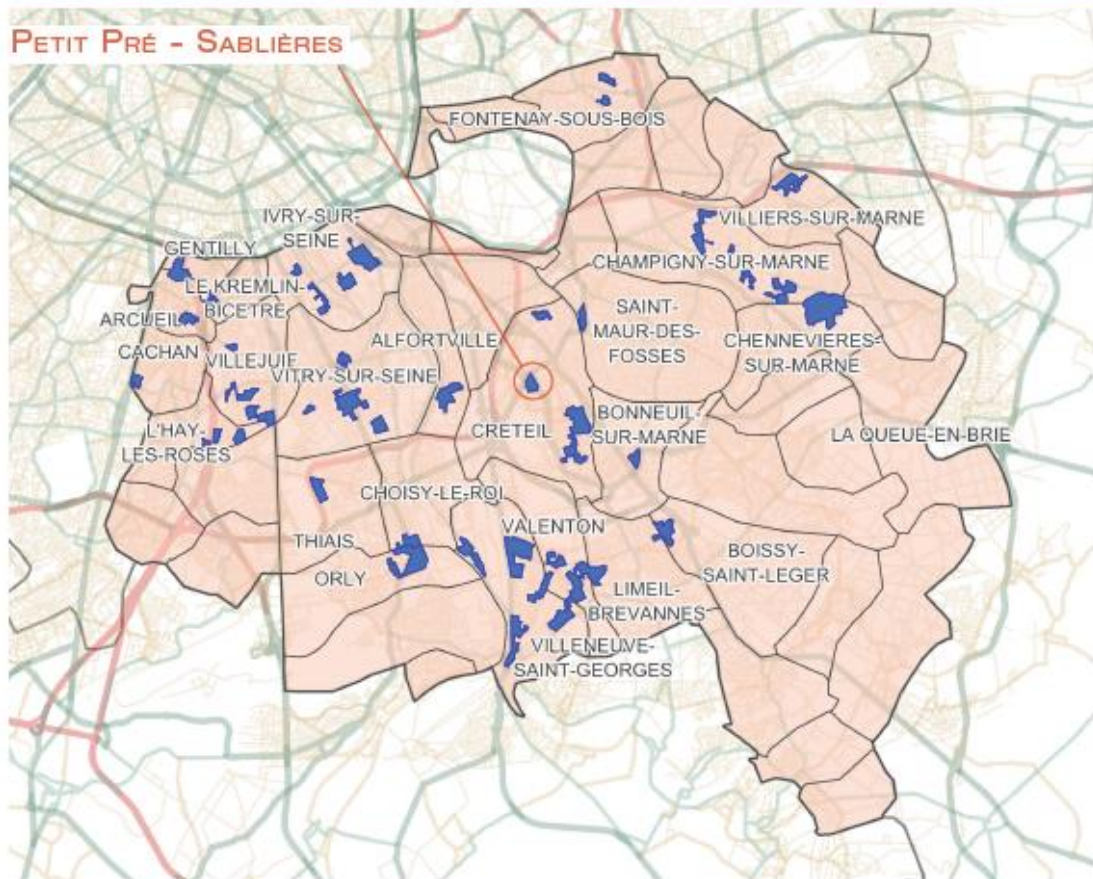 PETIT PRÉ - SABLIÈRES
FONTENAY-SOUS-BOIS
IVRY-SUR-
SEINE
VILLIERS-SUR-MARNE
GENTILLY
CHAMPIGNY-SUR-MARNE
LE KREMLIN-
BICETRE
ARCUEIL
SAINT-
MAUR-DES-
FOSSES
ALFORTVILLE
CHENNEVIERES-
SUR-MARNE
CACHAN
VILLEJUIF
VITRY-SUR-SEINE
BONNEUIL-
SUR-MARNE
CRETEIL
LA QUEUE-EN-BRIE
L'HAY-
LES-ROSES
CHOISY-LE-ROI
VALENTON
THIAIS
BOISSY-
SAINT-LEGER
ORLY
LIMEIL-
BREVANNES
VILLENEUVE-
SAINT-GEORGES